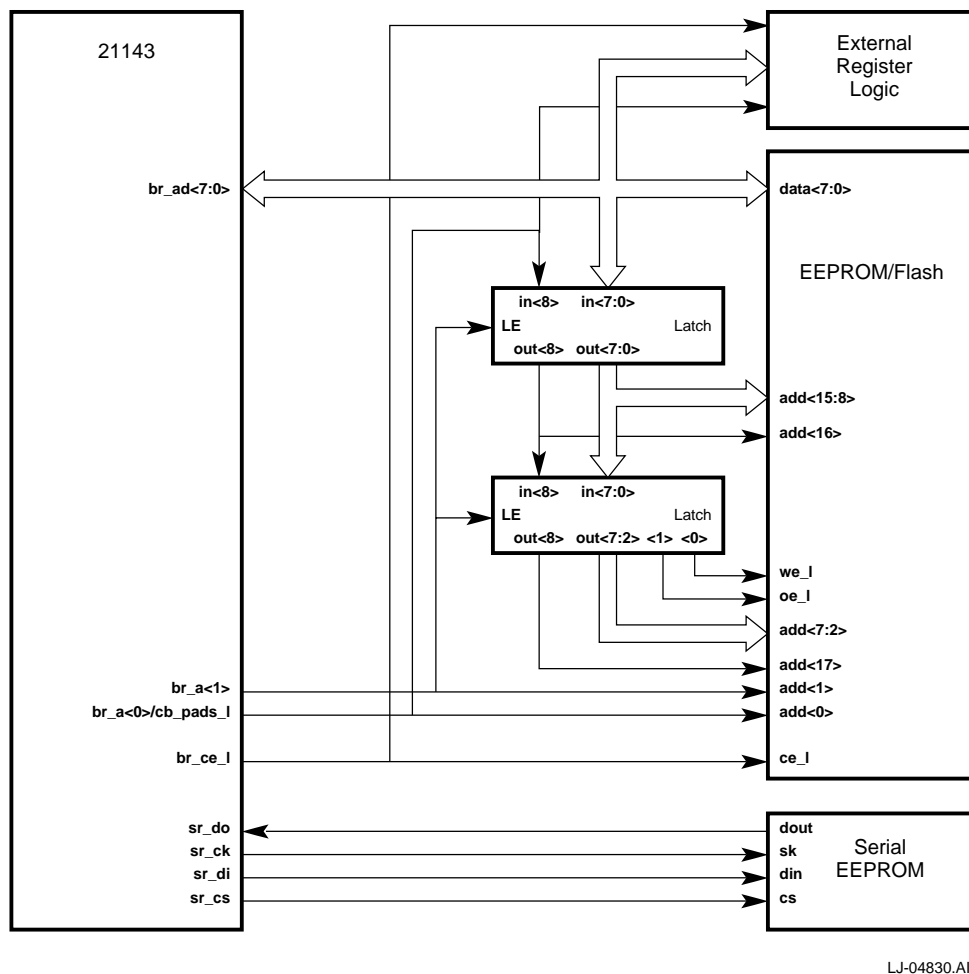 21143
External
Register
Logic
br_ad<7:0>
data<7:0>
EEPROM/Flash
in<8> in<7:0>
LE Latch
out<8> out<7:0>
add<15:8>
add<16>
in<8> in<7:0>
LE Latch
out<8> out<7:2> <1> <0>
we_l
oe_l
add<7:2>
add<17>
br_a<1> add<1>
br_a<0>/cb_pads_l add<0>
br_ce_l ce_l
sr_do dout
sr_ck sk
sr_di din
sr_cs cs
Serial
EEPROM
LJ-04830.AI